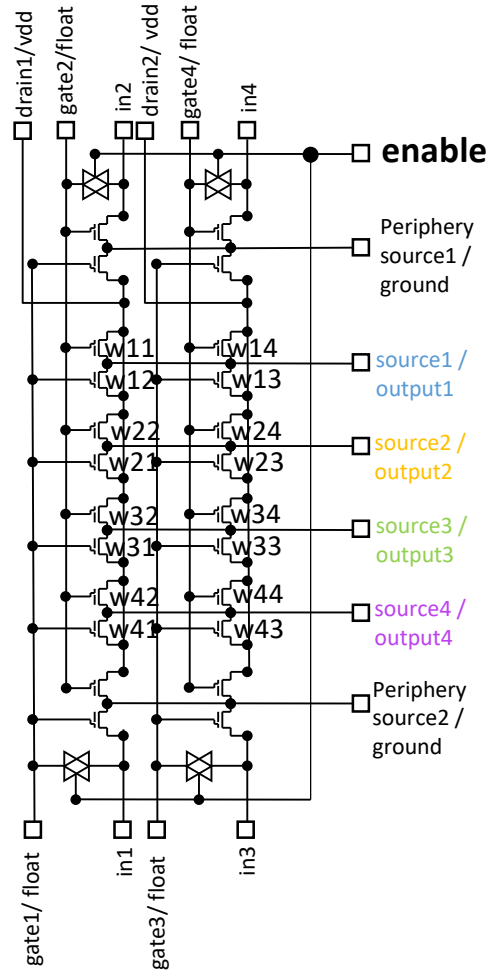 drain1/vdd
gate2/float
in2
drain2/ vdd
gate4/ float
in4
enable
Periphery
source1 /
ground
w11
w14
source1 /
output1
w12
w13
w22
w24
source2 /
output2
w21
w23
w32
w34
source3 /
output3
w31
w33
w42
w44
source4 /
output4
w41
w43
Periphery
source2 /
ground
gate1/ float
in1
gate3/ float
in3